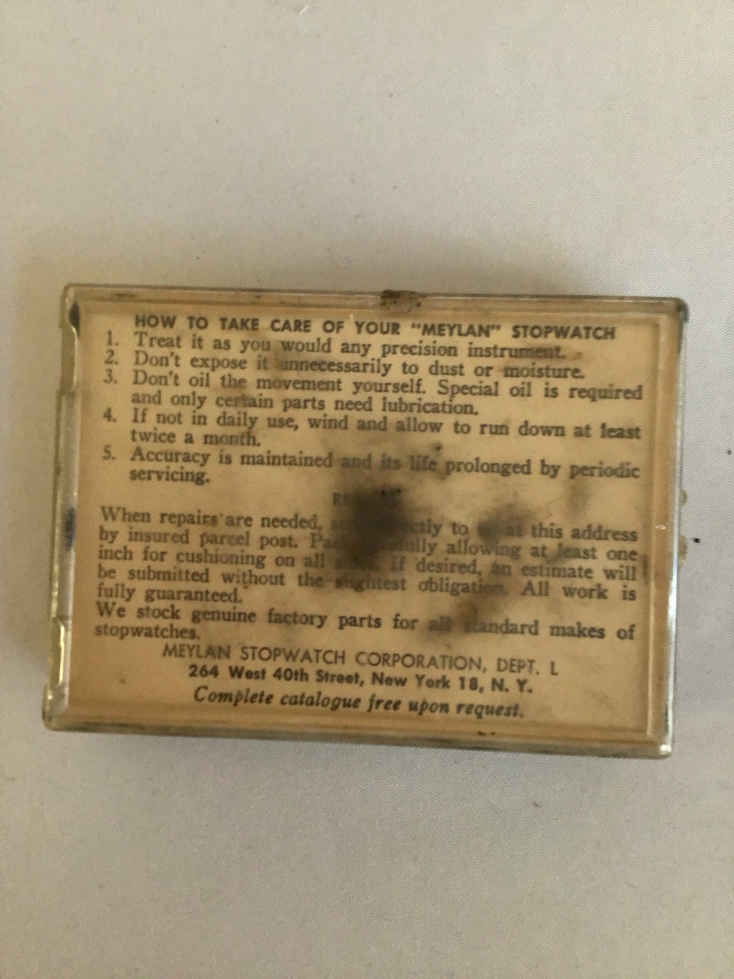 HOW TO TAKE CARE OF YOUR "MEYLAN" STOPWATCH
1. Treat it as you would any precision instrument.
2. Don't expose it unnecessarily to dust or moisture.
3. Don't oil the movement yourself. Special oil is required
and only certain parts need lubrication.
4. If not in daily use, wind and allow to run down at least
twice a month.
5. Accuracy is maintained and its life prolonged by periodic
servicing.
When repairs are needed, to at this address
by insured parcel post. allowing at least one
inch for cushioning on all If desired, an estimate will
be submitted without the slightest obligation. All work is
fully guaranteed.
We stock genuine factory parts for all standard makes of
stopwatches.
MEYLAN STOPWATCH CORPORATION, DEPT. L
264 West 40th Street, New York 18, N. Y.
Complete catalogue free upon request.